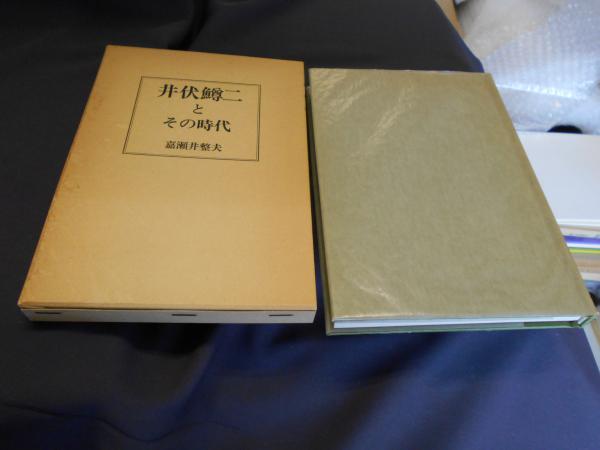 井伏鱒二
と
その時代
嘉瀬井整夫